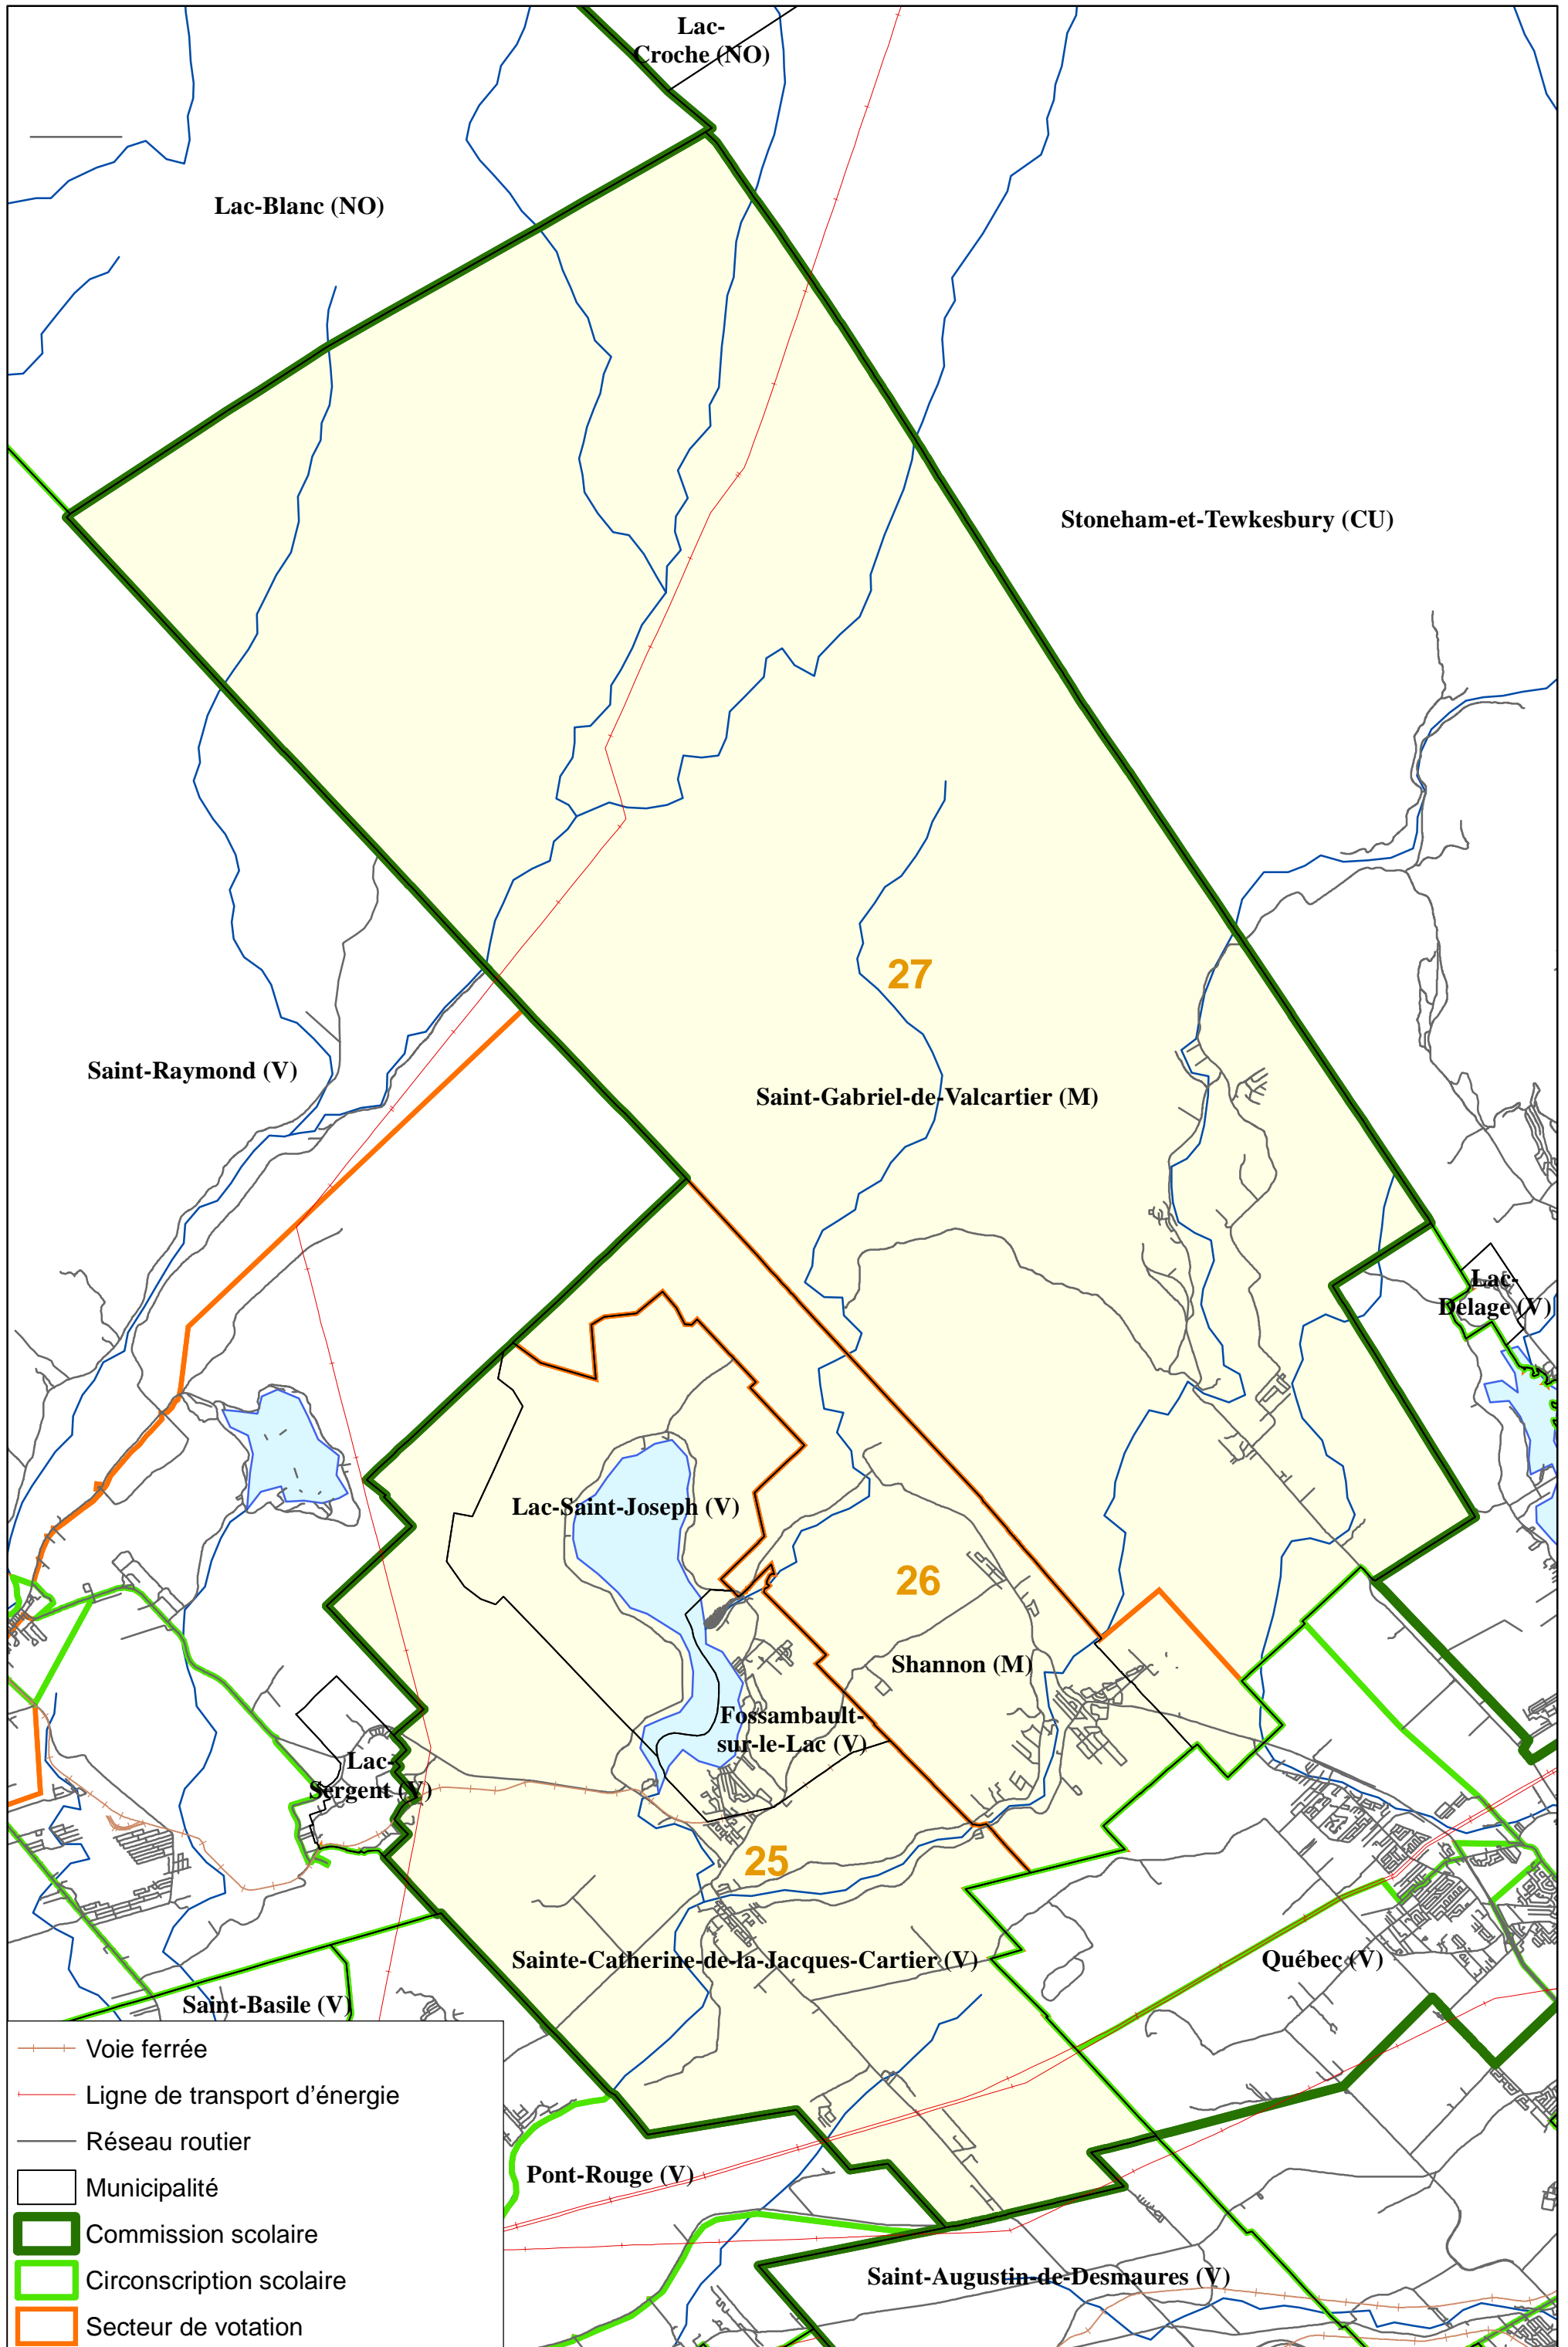 Lac-
Croche (NO)
Lac-Blanc (NO)
Stoneham-et-Tewkesbury (CU)
27
Saint-Raymond (V)
Saint-Gabriel-de-Valcartier (M)
Lac-
Delage (V)
Lac-Saint-Joseph (V)
26
Shannon (M)
Fossambault-
sur-le-Lac (V)
Lac-
Sergent (V)
25
Sainte-Catherine-de-la-Jacques-Cartier (V)
Québec (V)
Saint-Basile (V)
Pont-Rouge (V)
Saint-Augustin-de-Desmaures (V)
Voie ferrée
Ligne de transport d'énergie
Réseau routier
Municipalité
Commission scolaire
Circonscription scolaire
Secteur de votation